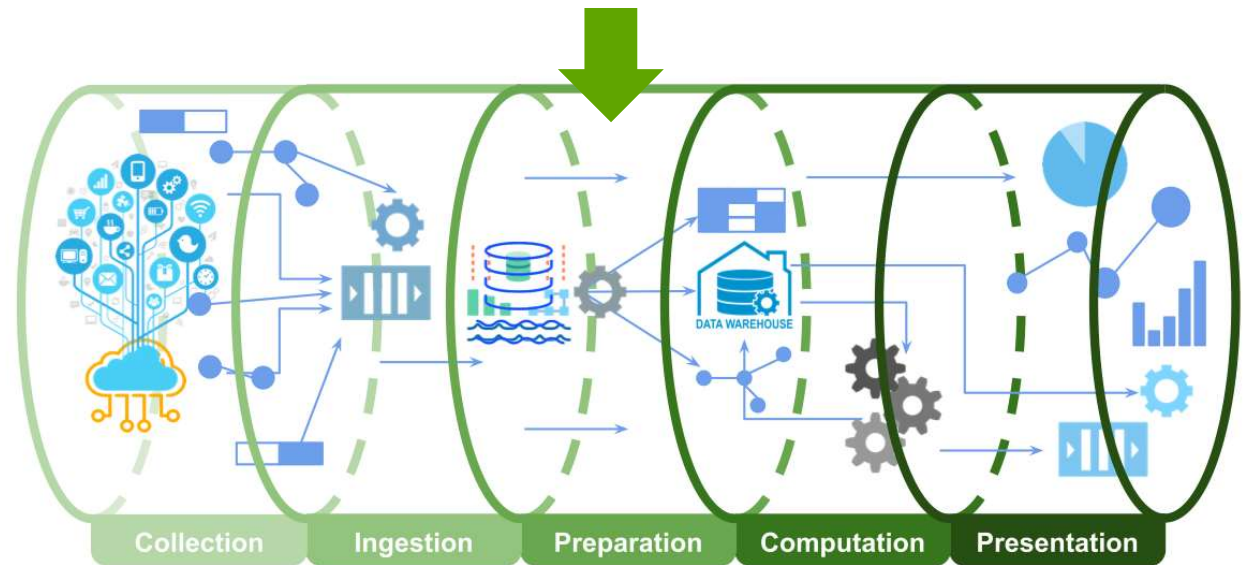 DATA WAREHOUSE
Collection
Ingestion
Preparation
Computation
Presentation